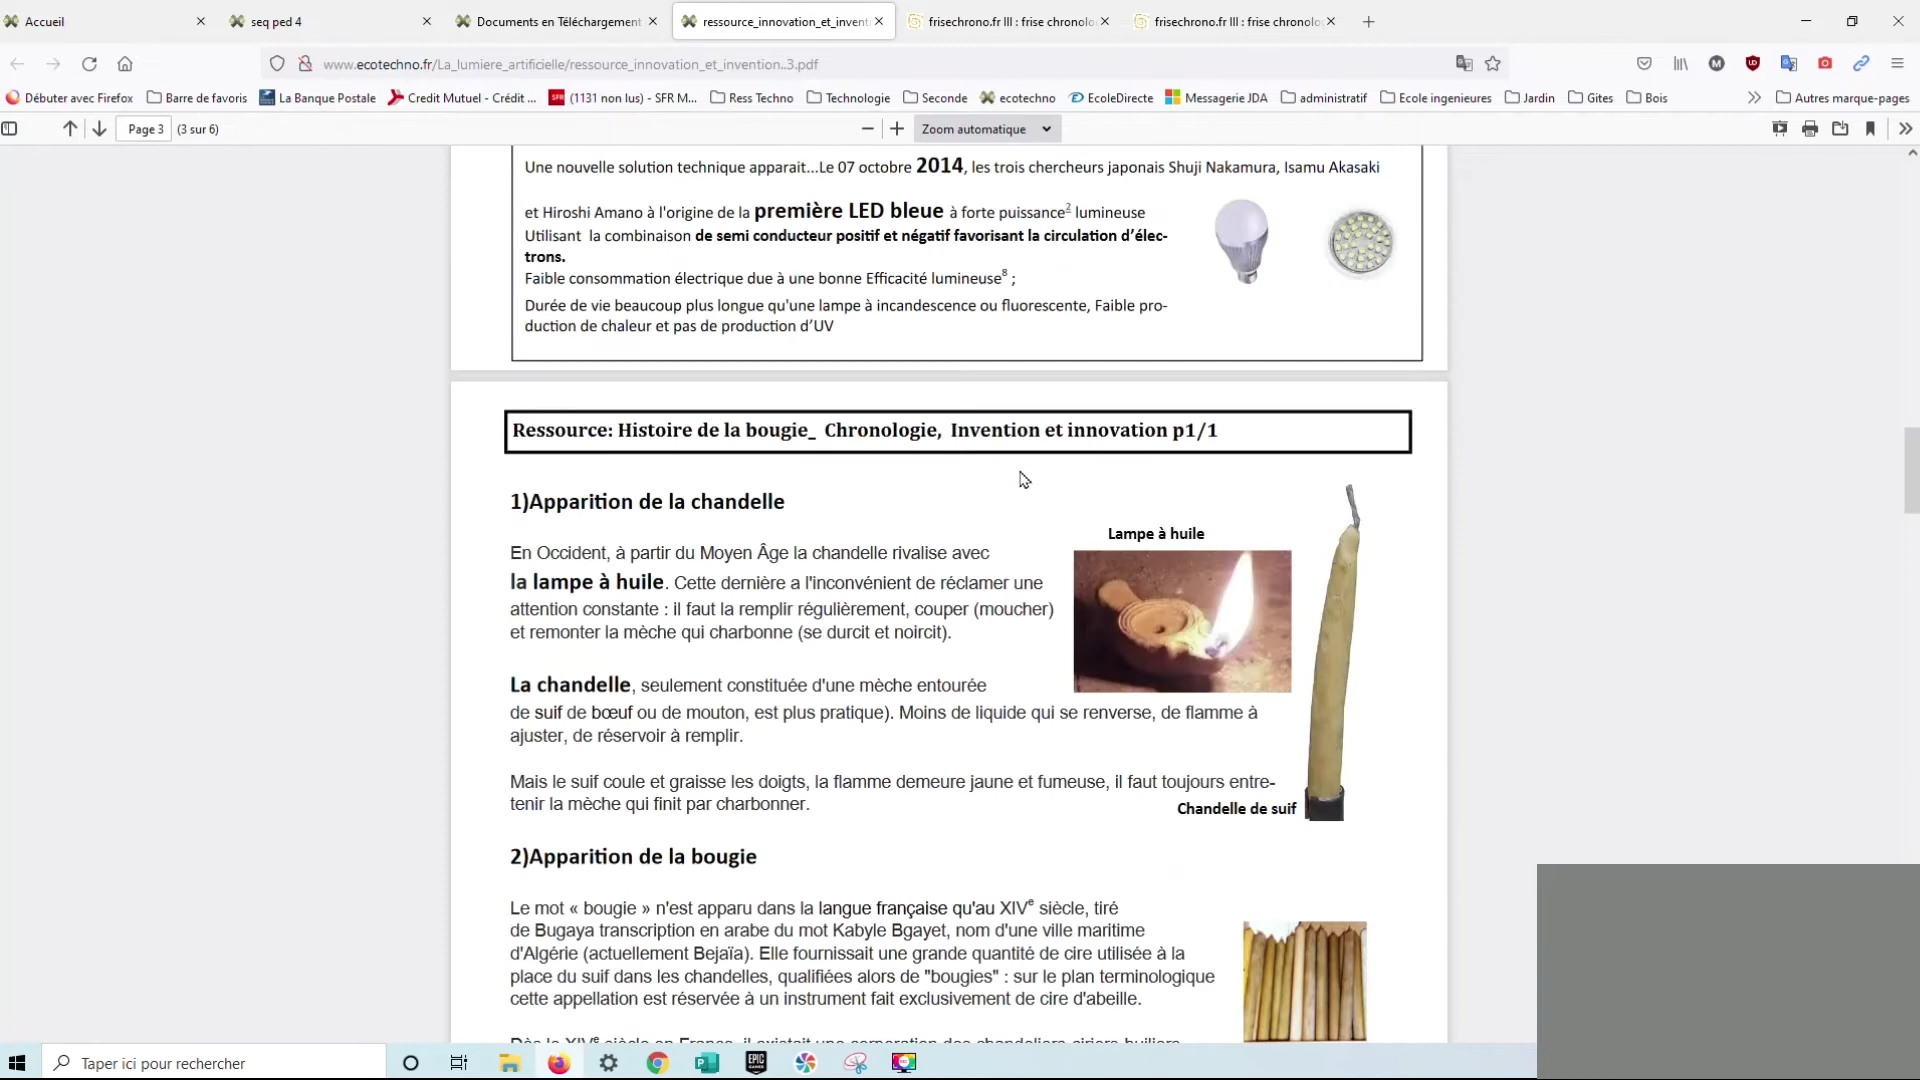 Accueil
seq ped 4
Documents en Téléchargement
ressource_innovation_et_invent
frisechrono.fr III : frise chronolo
frisechrono.fr III : frise chronolo
www.ecotechno.fr/La_lumiere_artificielle/ressource_innovation_et_invention..3.pdf
Débuter avec Firefox
Barre de favoris
La Banque Postale
Credit Mutuel - Crédit ...
(1131 non lus) - SFR M...
Ress Techno
Technologie
Seconde
ecotechno
EcoleDirecte
Messagerie JDA
administratif
Ecole ingenieures
Jardin
Gites
Bois
Autres marque-pages
Page 3 (3 sur 6)
Zoom automatique
Une nouvelle solution technique apparait...Le 07 octobre 2014, les trois chercheurs japonais Shuji Nakamura, Isamu Akasaki
et Hiroshi Amano à l'origine de la première LED bleue à forte puissance2 lumineuse
Utilisant la combinaison de semi conducteur positif et négatif favorisant la circulation d'élec-
trons.
Faible consommation électrique due à une bonne Efficacité lumineuse8 ;
Durée de vie beaucoup plus longue qu'une lampe à incandescence ou fluorescente, Faible pro-
duction de chaleur et pas de production d'UV
Ressource: Histoire de la bougie_ Chronologie, Invention et innovation p1/1
1)Apparition de la chandelle
Lampe à huile
En Occident, à partir du Moyen Âge la chandelle rivalise avec
la lampe à huile. Cette dernière a l'inconvénient de réclamer une
attention constante : il faut la remplir régulièrement, couper (moucher)
et remonter la mèche qui charbonne (se durcit et noircit).
La chandelle, seulement constituée d'une mèche entourée
de suif de bœuf ou de mouton, est plus pratique). Moins de liquide qui se renverse, de flamme à
ajuster, de réservoir à remplir.
Mais le suif coule et graisse les doigts, la flamme demeure jaune et fumeuse, il faut toujours entre-
tenir la mèche qui finit par charbonner.
Chandelle de suif
2)Apparition de la bougie
Le mot « bougie » n'est apparu dans la langue française qu'au XIVe siècle, tiré
de Bugaya transcription en arabe du mot Kabyle Bgayet, nom d'une ville maritime
d'Algérie (actuellement Bejaïa). Elle fournissait une grande quantité de cire utilisée à la
place du suif dans les chandelles, qualifiées alors de "bougies" : sur le plan terminologique
cette appellation est réservée à un instrument fait exclusivement de cire d'abeille.
Dès le XIVe siècle en France, il existait une corporation des chandeliers-ciriers-huiliers
Taper ici pour rechercher
EPIC GAMES